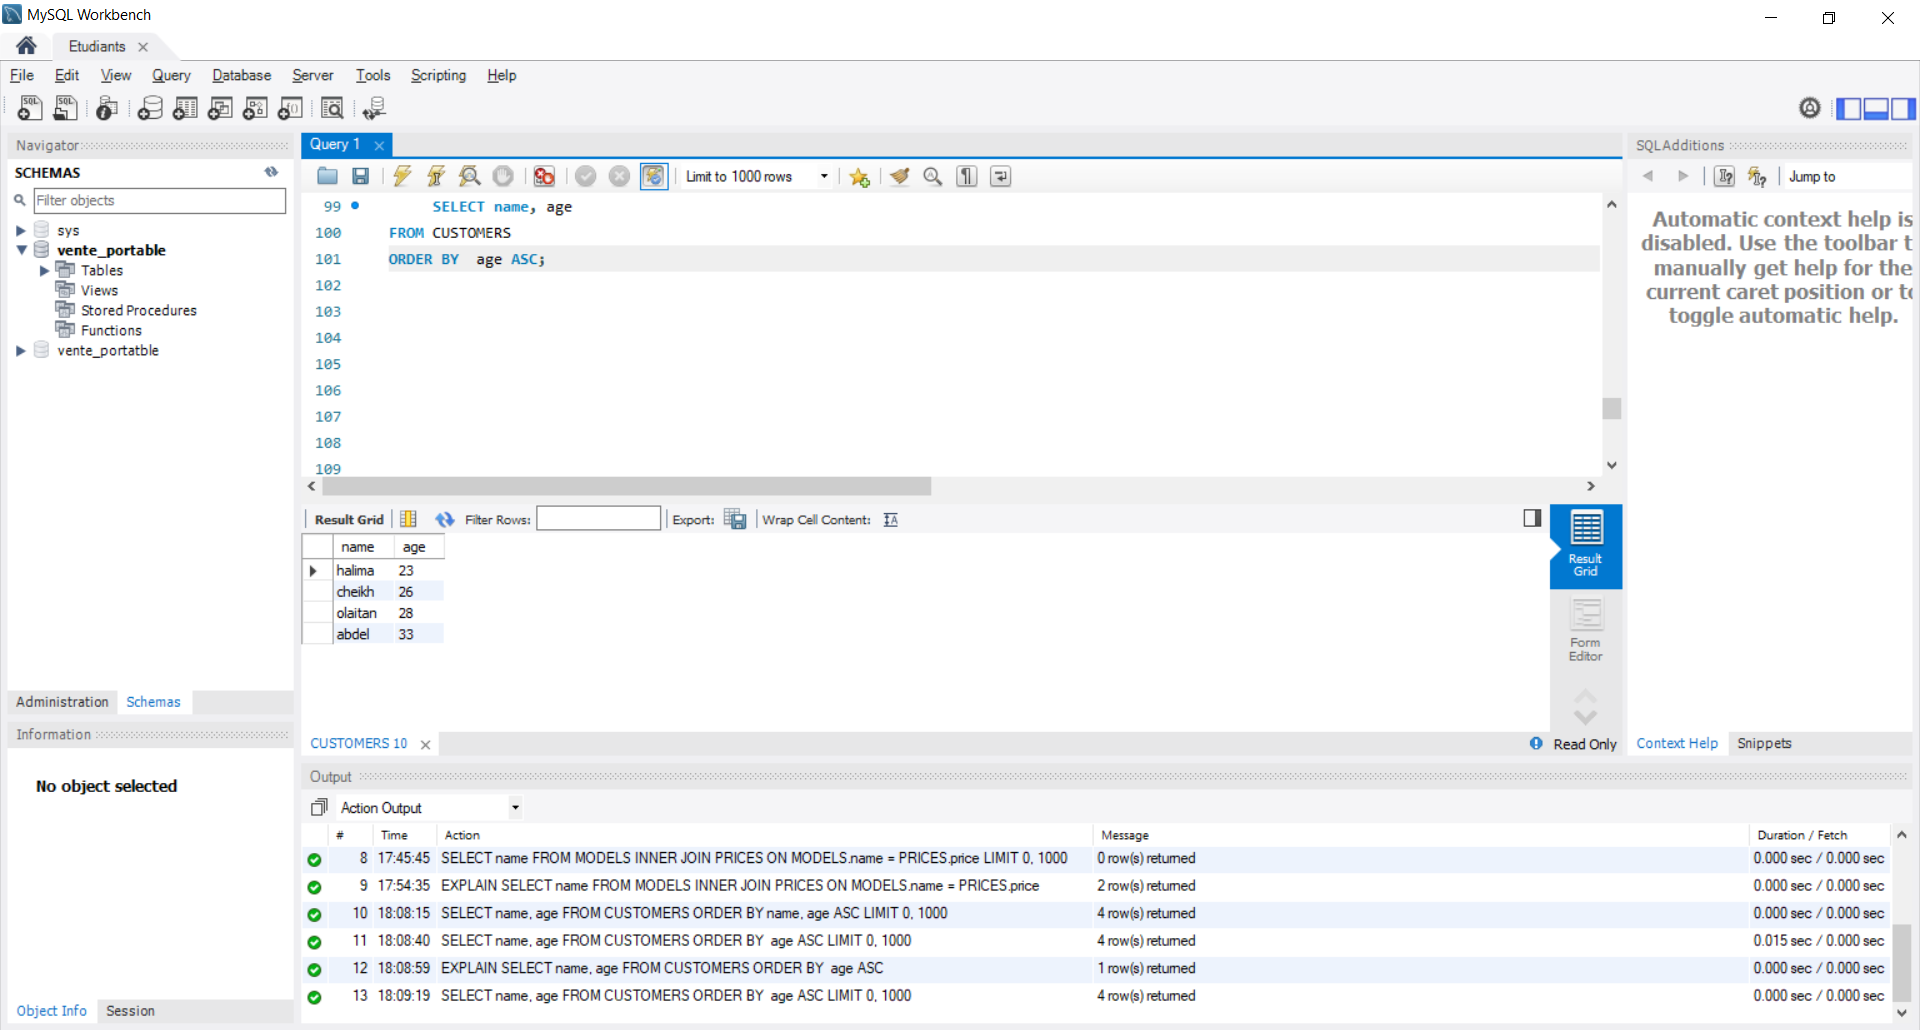 MySQL Workbench
Etudiants
File Edit View Query Database Server Tools Scripting Help
Navigator
SCHEMAS
Filter objects
sys
vente_portable
Tables
Views
Stored Procedures
Functions
vente_portatble
Administration Schemas
Information
No object selected
Object Info Session
Query 1
Limit to 1000 rows
99 SELECT name, age
100 FROM CUSTOMERS
101 ORDER BY  age ASC;
102
103
104
105
106
107
108
109
Result Grid Filter Rows: Export: Wrap Cell Content:
name age
halima 23
cheikh 26
olaitan 28
abdel 33
Result
Grid
Form
Editor
CUSTOMERS 10
Read Only
SQLAdditions
Jump to
Automatic context help is
disabled. Use the toolbar t
manually get help for the
current caret position or to
toggle automatic help.
Context Help Snippets
Output
Action Output
# Time Action Message Duration / Fetch
8 17:45:45 SELECT name FROM MODELS INNER JOIN PRICES ON MODELS.name = PRICES.price LIMIT 0, 1000 0 row(s) returned 0.000 sec / 0.000 sec
9 17:54:35 EXPLAIN SELECT name FROM MODELS INNER JOIN PRICES ON MODELS.name = PRICES.price 2 row(s) returned 0.000 sec / 0.000 sec
10 18:08:15 SELECT name, age FROM CUSTOMERS ORDER BY name, age ASC LIMIT 0, 1000 4 row(s) returned 0.000 sec / 0.000 sec
11 18:08:40 SELECT name, age FROM CUSTOMERS ORDER BY  age ASC LIMIT 0, 1000 4 row(s) returned 0.015 sec / 0.000 sec
12 18:08:59 EXPLAIN SELECT name, age FROM CUSTOMERS ORDER BY  age ASC 1 row(s) returned 0.000 sec / 0.000 sec
13 18:09:19 SELECT name, age FROM CUSTOMERS ORDER BY  age ASC LIMIT 0, 1000 4 row(s) returned 0.000 sec / 0.000 sec